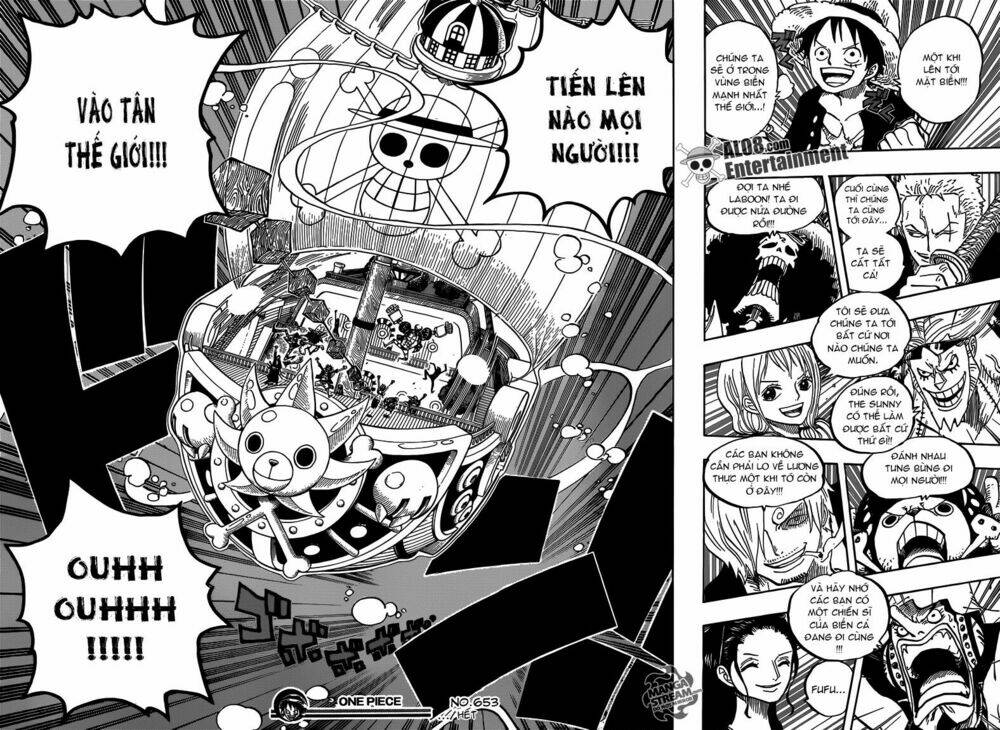 MỘT KHI
LÊN TỚI
MẶT BIỂN!!!
CHÚNG TA
SẼ Ở TRONG
VÙNG BIỂN
MẠNH NHẤT
THẾ GIỚI...!
ALO8.com
Entertainment
CUỐI CÙNG
THÌ CHÚNG
TA CŨNG
TỚI ĐÂY...
TA SẼ
CẮT TẤT
CẢ!
ĐỢI TA NHÉ
LABOON! TA ĐI
ĐƯỢC NỬA ĐƯỜNG
RỒI!!!
TÔI SẼ ĐƯA
CHÚNG TA TỚI
BẤT CỨ NƠI
NÀO CHÚNG TA
MUỐN.
ĐÚNG RỒI,
THE SUNNY
CÓ THỂ LÀM
ĐƯỢC BẤT CỨ
THỨ GÌ!!
ĐÁNH NHAU
TƯNG BỪNG ĐI
MỌI NGƯỜI!!!
CÁC BẠN KHÔNG
CẦN PHẢI LO VỀ LƯƠNG
THỰC MỘT KHI TỚ CÒN
Ở ĐÂY!!!
VÀ HÃY NHỚ
CÁC BẠN CÓ
MỘT CHIẾN SĨ
CỦA BIỂN CẢ
ĐANG ĐI CÙNG
!!!
FUFU...
TIẾN LÊN
NÀO MỌI
NGƯỜI!!!!
VÀO TÂN
THẾ GIỚI!!!!
OUHH
OUHHH
!!!!!
ONE PIECE NO.653
.../HẾT
MANGA
STREAM